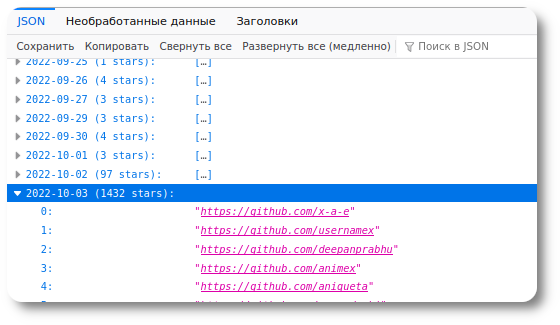 JSON Необработанные данные Заголовки
Сохранить Копировать Свернуть все Развернуть все (медленно) Поиск в JSON
2022-09-25 (1 stars): […]
2022-09-26 (4 stars): […]
2022-09-27 (3 stars): […]
2022-09-29 (3 stars): […]
2022-09-30 (4 stars): […]
2022-10-01 (3 stars): […]
2022-10-02 (97 stars): […]
2022-10-03 (1432 stars):
0: "https://github.com/x-a-e"
1: "https://github.com/usernamex"
2: "https://github.com/deepanprabhu"
3: "https://github.com/animex"
4: "https://github.com/aniqueta"